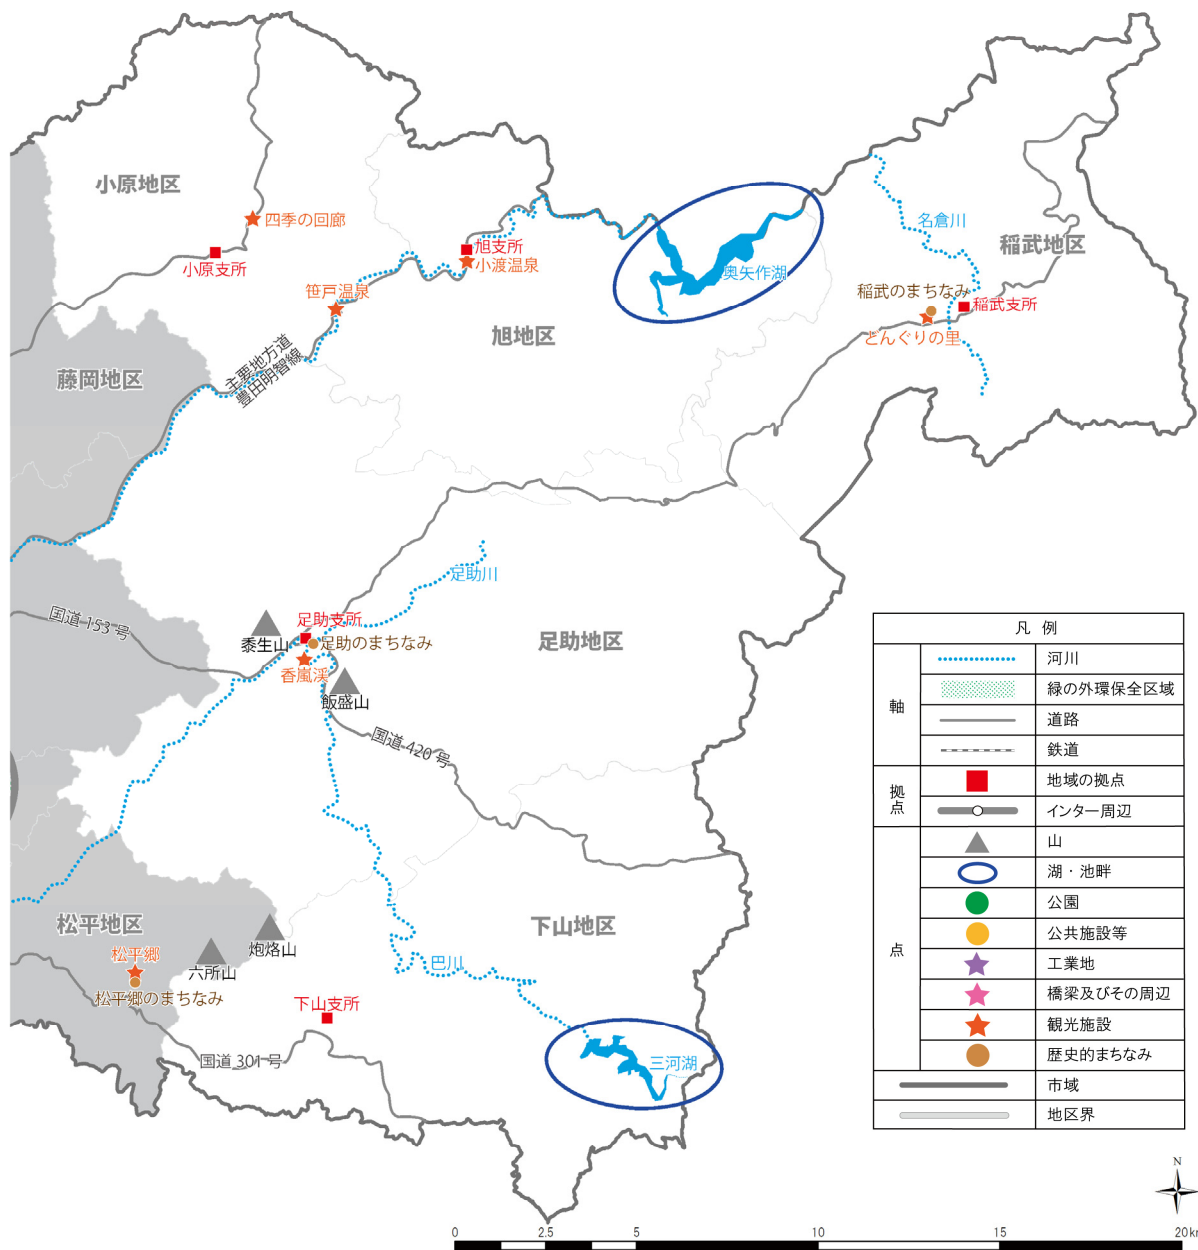 小原地区
四季の回廊
小原支所
旭支所
小渡温泉
笹戸温泉
旭地区
奥矢作湖
名倉川
稲武地区
稲武のまちなみ
稲武支所
どんぐりの里
主要地方道
豊田明智線
藤岡地区
足助川
国道 153 号
足助支所
黍生山
足助のまちなみ
香嵐渓
飯盛山
足助地区
国道 420 号
松平地区
松平郷
松平郷のまちなみ
六所山
炮烙山
下山地区
巴川
下山支所
国道 301 号
三河湖
凡 例
軸
河川
緑の外環保全区域
道路
鉄道
拠点
地域の拠点
インター周辺
点
山
湖・池畔
公園
公共施設等
工業地
橋梁及びその周辺
観光施設
歴史的まちなみ
市域
地区界
N
0 2.5 5 10 15 20 km